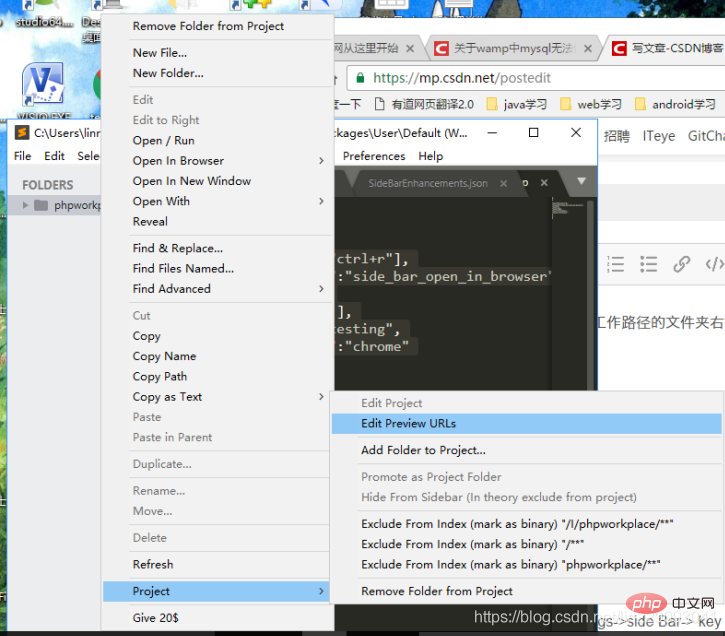 studio64....
De
VISIO.EXE
网从这里开始
关于wamp中mysql无
写文章-CSDN博客
https://mp.csdn.net/postedit
一下
有道网页翻译2.0
java学习
web学习
android学习
招聘
ITeye
GitCha
C:\Users\linr
ckages\User\Default (W...
File
Edit
Sele
Preferences
Help
FOLDERS
phpworkp
SideBarEnhancements.json
p
ctrl+r"],
:"side_bar_open_in_browser"
],
testing",
:"chrome"
工作路径的文件夹右
Remove Folder from Project
New File...
New Folder...
Edit
Edit to Right
Open / Run
Open In Browser
Open In New Window
Open With
Reveal
Find & Replace...
Find Files Named...
Find Advanced
Cut
Copy
Copy Name
Copy Path
Copy as Text
Paste
Paste in Parent
Duplicate...
Rename...
Move...
Delete
Refresh
Project
Give 20$
Edit Project
Edit Preview URLs
Add Folder to Project...
Promote as Project Folder
Hide From Sidebar (In theory exclude from project)
Exclude From Index (mark as binary) "/I/phpworkplace/**"
Exclude From Index (mark as binary) "/**"
Exclude From Index (mark as binary) "phpworkplace/**"
Remove Folder from Project
php 中文网
https://blog.csdn.
gs->side Bar-> key